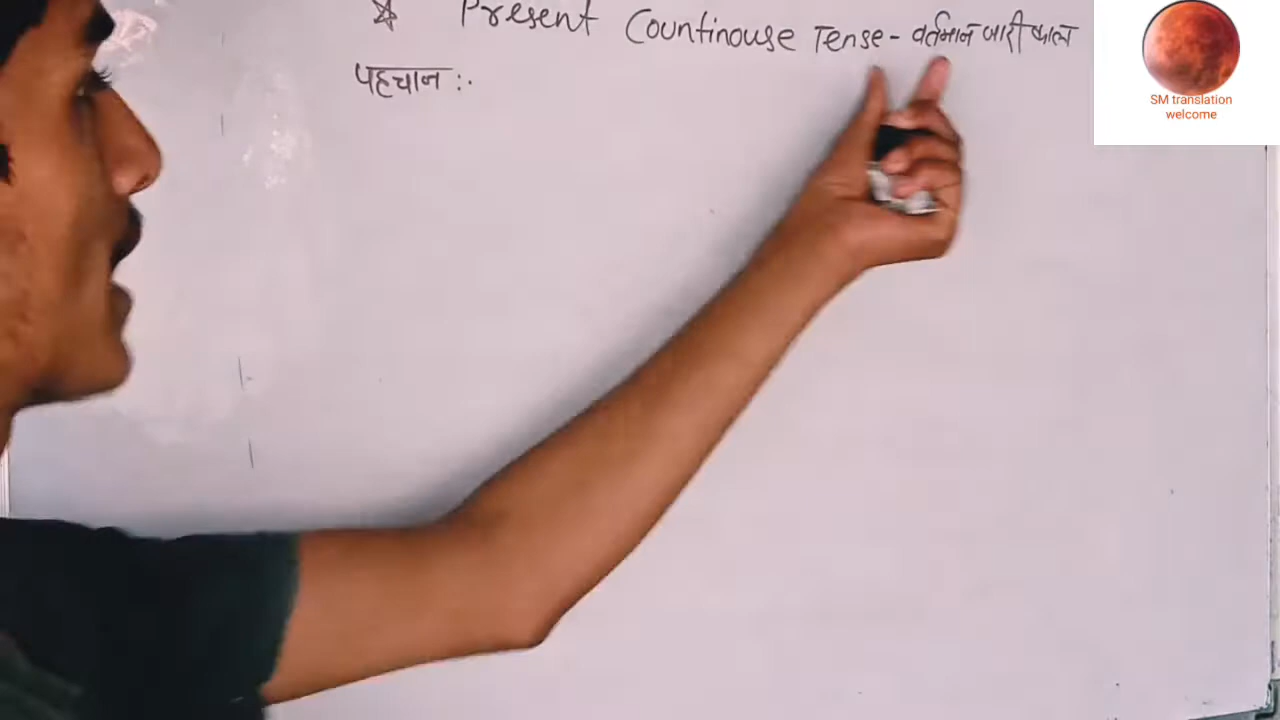 ☆ Present Countinouse Tense - वर्तमान जारी काल
पहचान :-
SM translation
welcome